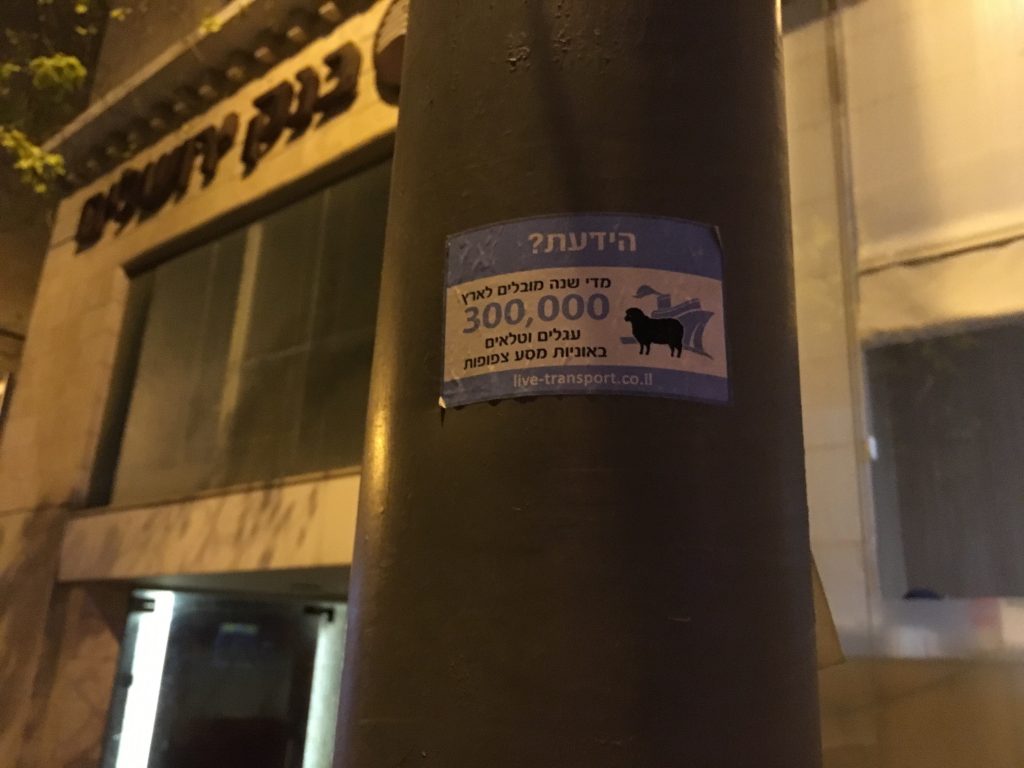 בנק ירושלים
הידעת?
מדי שנה מובלים לארץ
300,000
עגלים וטלאים
באוניות מסע צפופות
live-transport.co.il